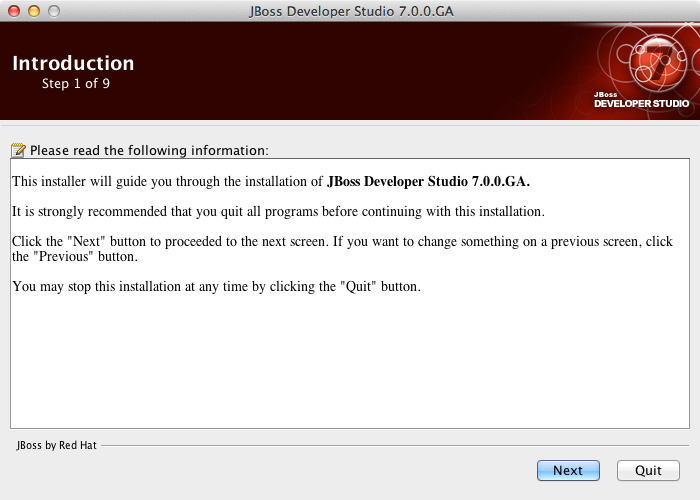 JBoss Developer Studio 7.0.0.GA
Introduction
Step 1 of 9
7
JBoss
DEVELOPER STUDIO
Please read the following information:
This installer will guide you through the installation of JBoss Developer Studio 7.0.0.GA.
It is strongly recommended that you quit all programs before continuing with this installation.
Click the "Next" button to proceeded to the next screen. If you want to change something on a previous screen, click
the "Previous" button.
You may stop this installation at any time by clicking the "Quit" button.
JBoss by Red Hat
Next
Quit